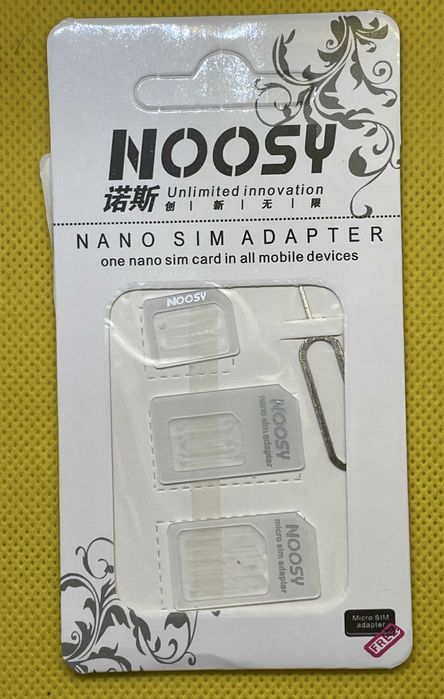 NOOSY
诺斯 Unlimited innovation
创 | 新 | 无 | 限
NANO SIM ADAPTER
one nano sim card in all mobile devices
NOOSY
NOOSY
nano sim adapter
NOOSY
micro sim adapter
Micro SIM
adapter
FREE